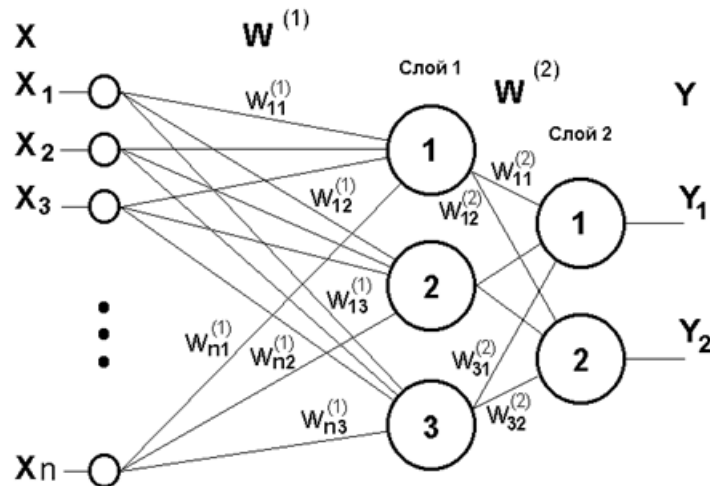 X
W (1)
Слой 1
W (2)
Y
X1
W11(1)
1
Слой 2
X2
W11(2)
X3
W12(1)
W12(2)
1
Y1
2
W13(1)
Wn1(1)
Wn2(1)
W31(2)
2
Y2
Wn3(1)
3
W32(2)
Xn